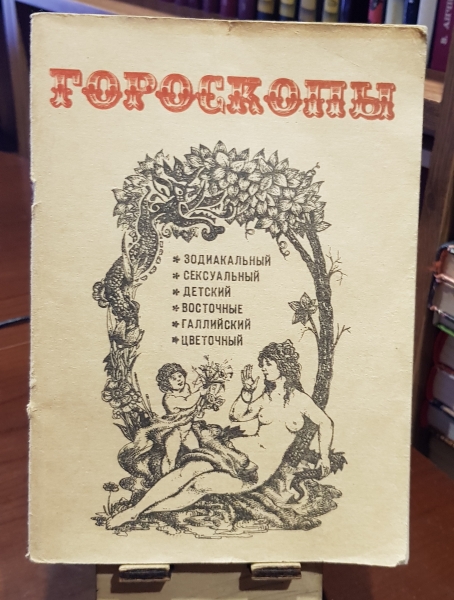 ГОРОСКОПЫ
* ЗОДИАКАЛЬНЫЙ
* СЕКСУАЛЬНЫЙ
* ДЕТСКИЙ
* ВОСТОЧНЫЕ
* ГАЛЛИЙСКИЙ
* ЦВЕТОЧНЫЙ